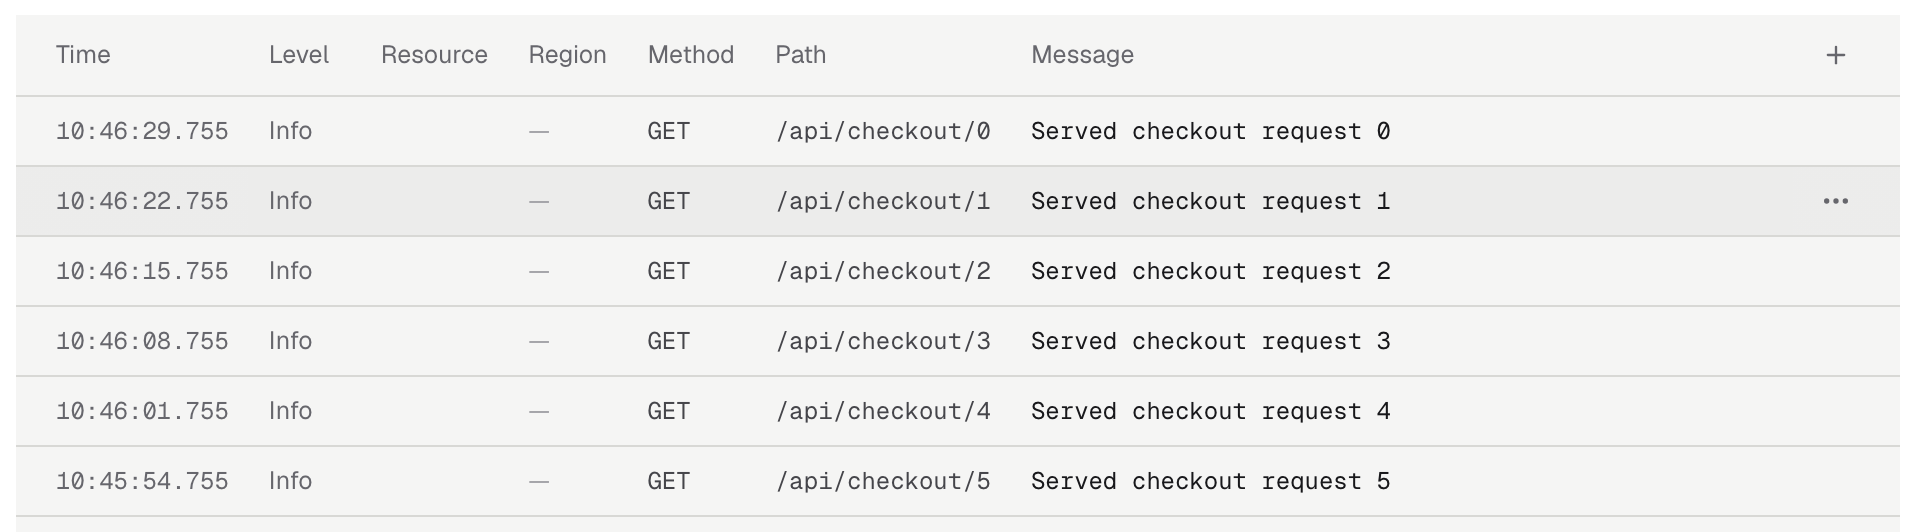 Time Level Resource Region Method Path Message +
10:46:29.755 Info — GET /api/checkout/0 Served checkout request 0
10:46:22.755 Info — GET /api/checkout/1 Served checkout request 1 •••
10:46:15.755 Info — GET /api/checkout/2 Served checkout request 2
10:46:08.755 Info — GET /api/checkout/3 Served checkout request 3
10:46:01.755 Info — GET /api/checkout/4 Served checkout request 4
10:45:54.755 Info — GET /api/checkout/5 Served checkout request 5